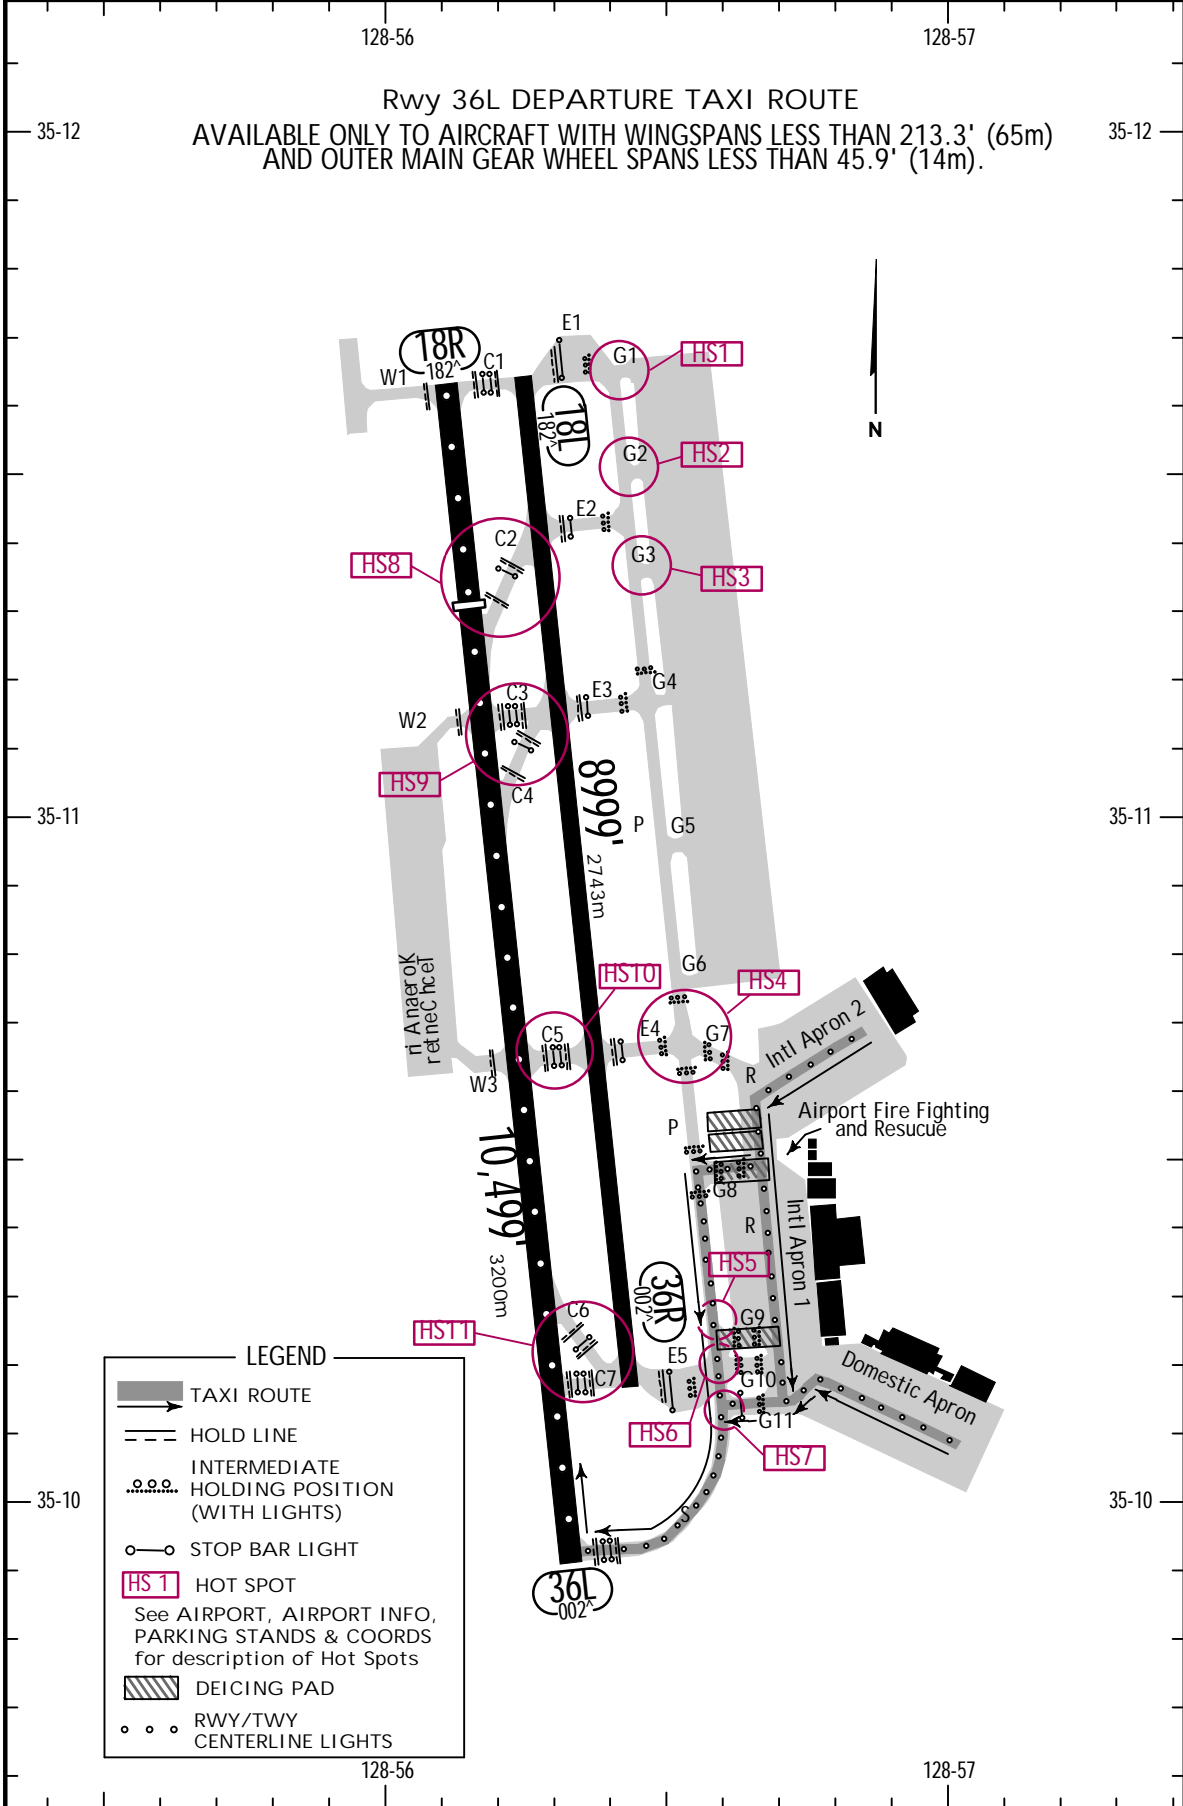 128-56
128-57
Rwy 36L DEPARTURE TAXI ROUTE
35-12
AVAILABLE ONLY TO AIRCRAFT WITH WINGSPANS LESS THAN 213.3' (65m)
35-12
AND OUTER MAIN GEAR WHEEL SPANS LESS THAN 45.9' (14m).
E1
18R
182^
C1
G1
HS1
W1
18L
182^
N
G2
HS2
E2
C2
G3
HS8
HS3
E3
G4
C3
W2
HS9
C4
8999'
2743m
35-11
P
G5
35-11
ri AnaeroK
retneC hceT
G6
HS10
HS4
C5
E4
G7
Intl Apron 2
W3
R
P
Airport Fire Fighting
and Resucue
10,499'
3200m
G8
R
Intl Apron 1
36R
002^
HS5
C6
G9
HS11
E5
C7
G10
Domestic Apron
HS6
G11
HS7
LEGEND
TAXI ROUTE
HOLD LINE
INTERMEDIATE
HOLDING POSITION
(WITH LIGHTS)
STOP BAR LIGHT
HS 1
HOT SPOT
See AIRPORT, AIRPORT INFO,
PARKING STANDS & COORDS
for description of Hot Spots
DEICING PAD
RWY/TWY
CENTERLINE LIGHTS
35-10
35-10
S
36L
002^
128-56
128-57